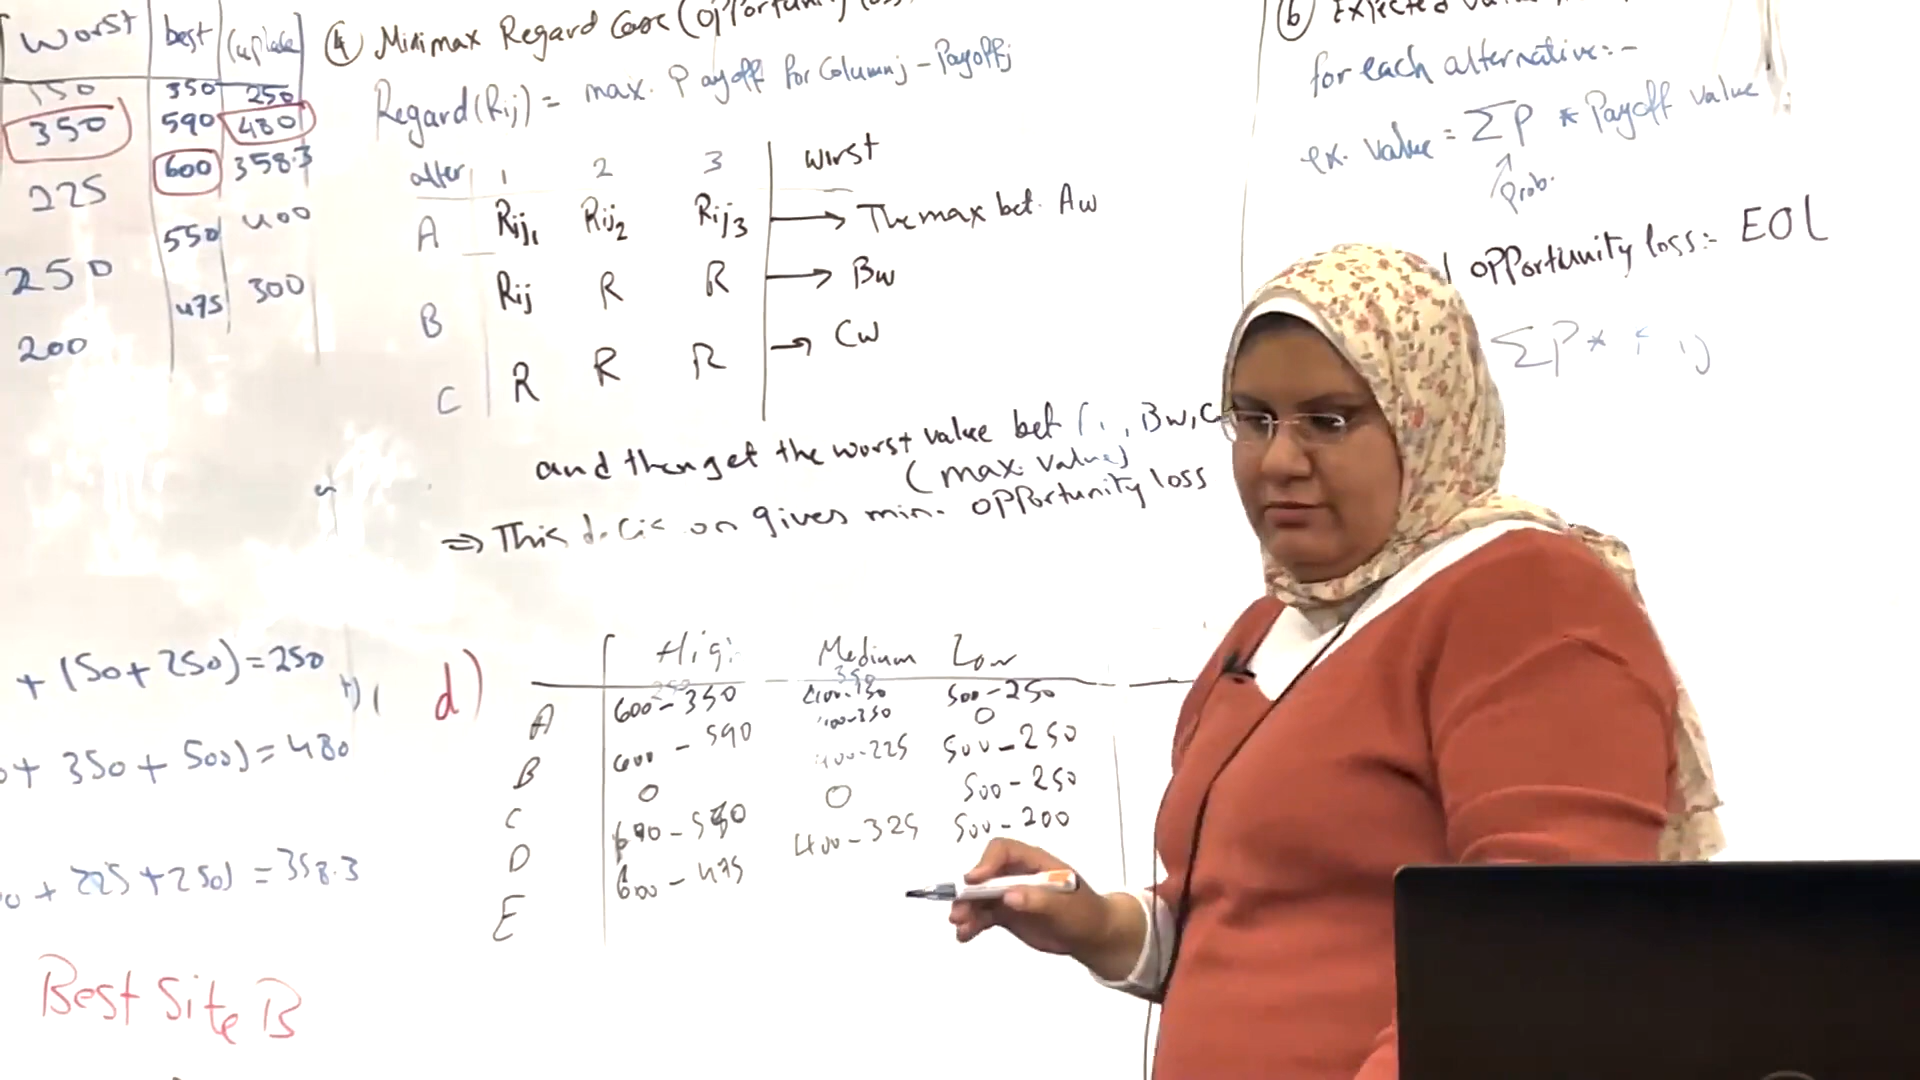 worst best (uplace)
150 350 250
350 590 480
225 600 358.3
250 550 400
200 475 300
④ Minimax Regard Case (opportunity loss
Regard (Rij) = max. Payoff for Column j - Payoffj
alter 1 2 3 worst
A Rij1 Rij2 Rij3 → The max bet. Aw
B Rij R R → Bw
C R R R → Cw
and then get the worst value bet , Bw, C
(max. value)
⇒ This on gives min. opportunity loss
⑥ Expected Value
for each alternative:-
ex. value = ΣP * Payoff value
Prob.
opportunity loss:- EOL
ΣP *
+ (50+250) = 250
+ 350 + 500) = 480
+ 225 + 250) = 358.3
Best Site B
d)
Hig Medium Low
A 600-350 400-150 500-250
B 600-590 400-350 0
C 0 400-225 500-250
D 600-550 0 500-250
E 600-475 400-325 500-200